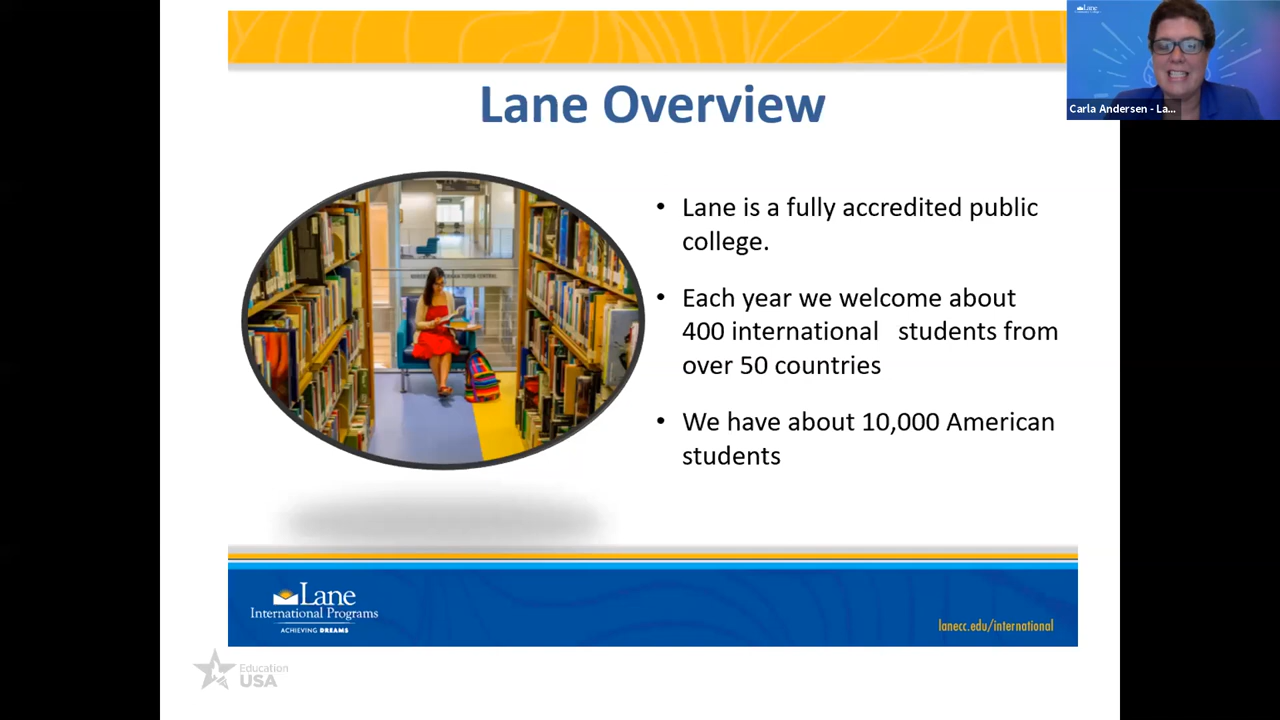 Lane Overview
Lane
Carla Andersen - La...
• Lane is a fully accredited public
college.
• Each year we welcome about
400 international students from
over 50 countries
• We have about 10,000 American
students
Lane
International Programs
ACHIEVING DREAMS
lanecc.edu/international
Education
USA